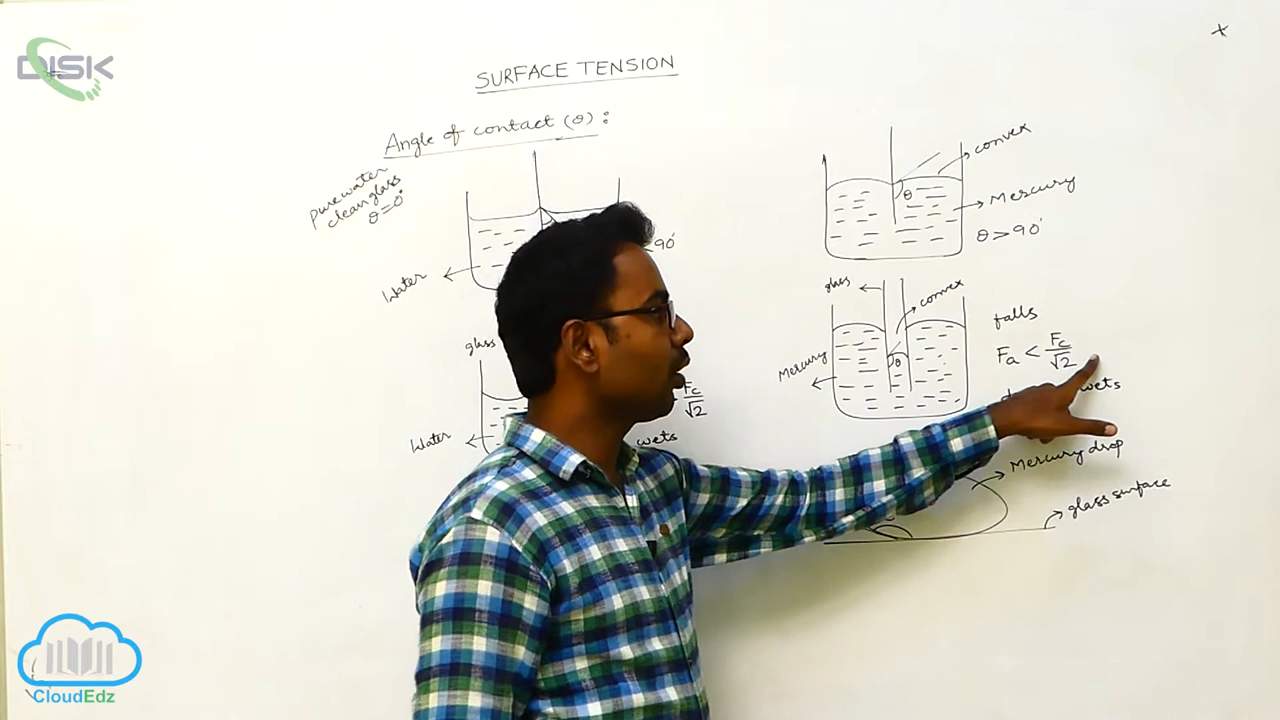 DISK
SURFACE TENSION
Angle of contact (θ) :
pure water
clean glass
θ = 0°
90°
Water
convex
Mercury
θ > 90°
glass
Water
Fc
√2
wets
glass
convex
Mercury
falls
Fa < Fc/√2
wets
Mercury drop
glass surface
CloudEdz